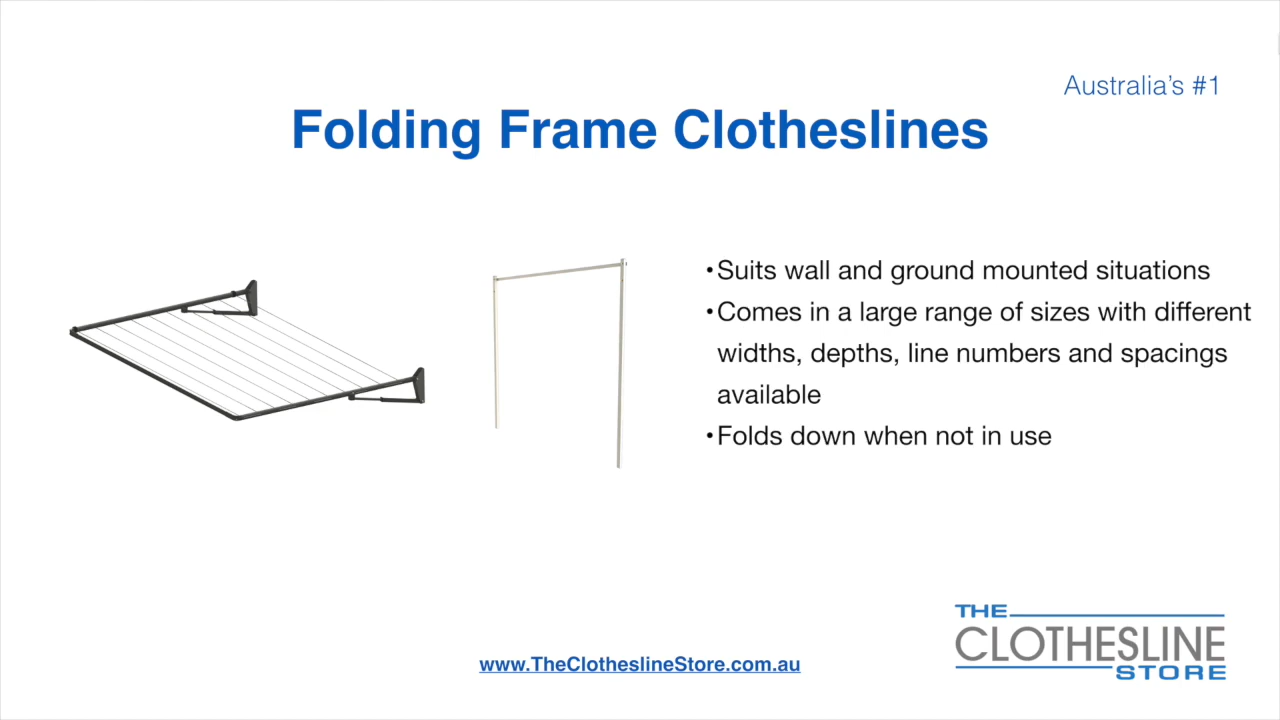 Australia's #1
Folding Frame Clotheslines
•Suits wall and ground mounted situations
•Comes in a large range of sizes with different
widths, depths, line numbers and spacings
available
•Folds down when not in use
THE
CLOTHESLINE
STORE
www.TheClotheslineStore.com.au